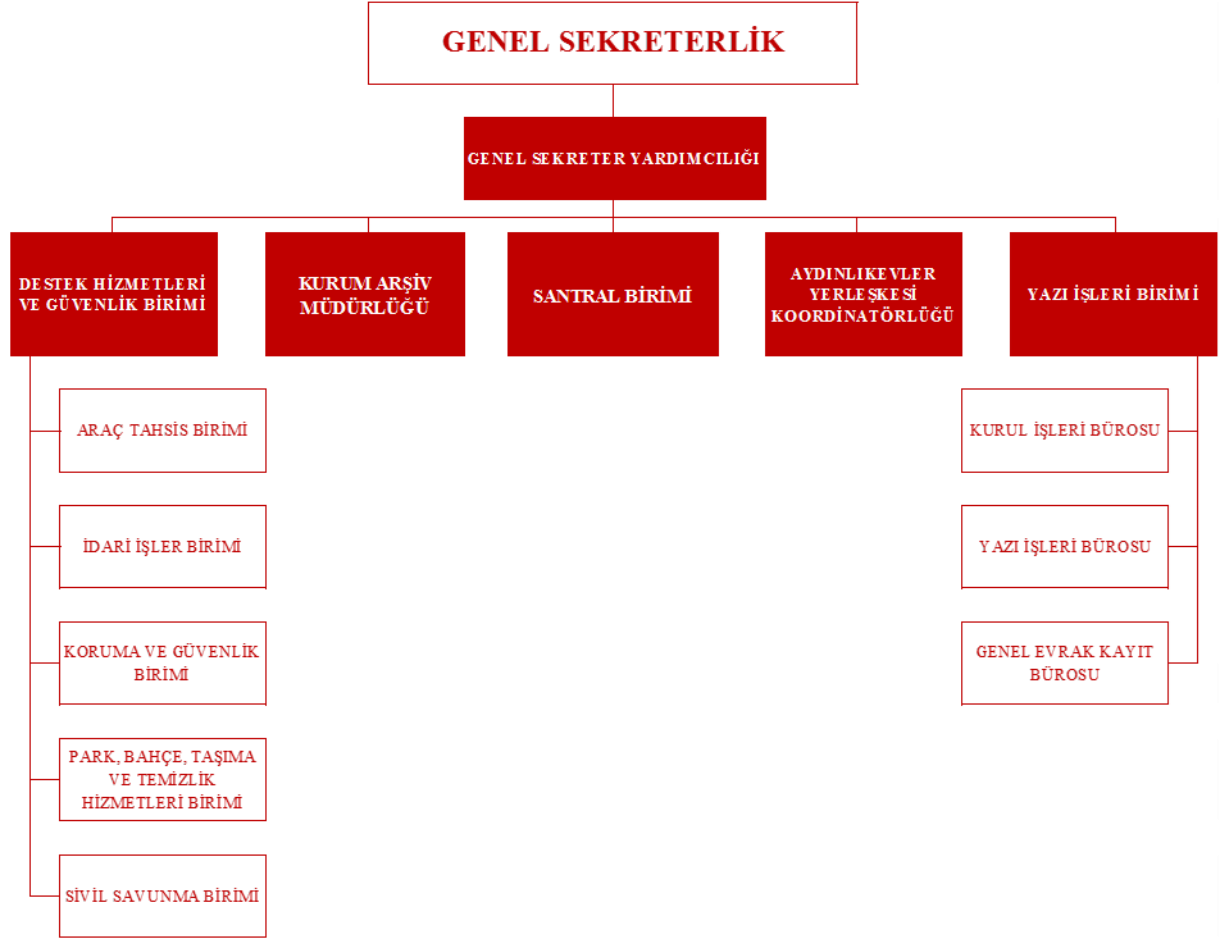 GENEL SEKRETERLİK
GENEL SEKRETER YARDIMCILIĞI
DESTEK HİZMETLERİ
VE GÜVENLİK BİRİMİ
KURUM ARŞİV
MÜDÜRLÜĞÜ
SANTRAL BİRİMİ
AYDINLIKEVLER
YERLEŞKESİ
KOORDİNATÖRLÜĞÜ
YAZI İŞLERİ BİRİMİ
ARAÇ TAHSİS BİRİMİ
İDARİ İŞLER BİRİMİ
KORUMA VE GÜVENLİK
BİRİMİ
PARK, BAHÇE, TAŞIMA
VE TEMİZLİK
HİZMETLERİ BİRİMİ
SİVİL SAVUNMA BİRİMİ
KURUL İŞLERİ BÜROSU
YAZI İŞLERİ BÜROSU
GENEL EVRAK KAYIT
BÜROSU